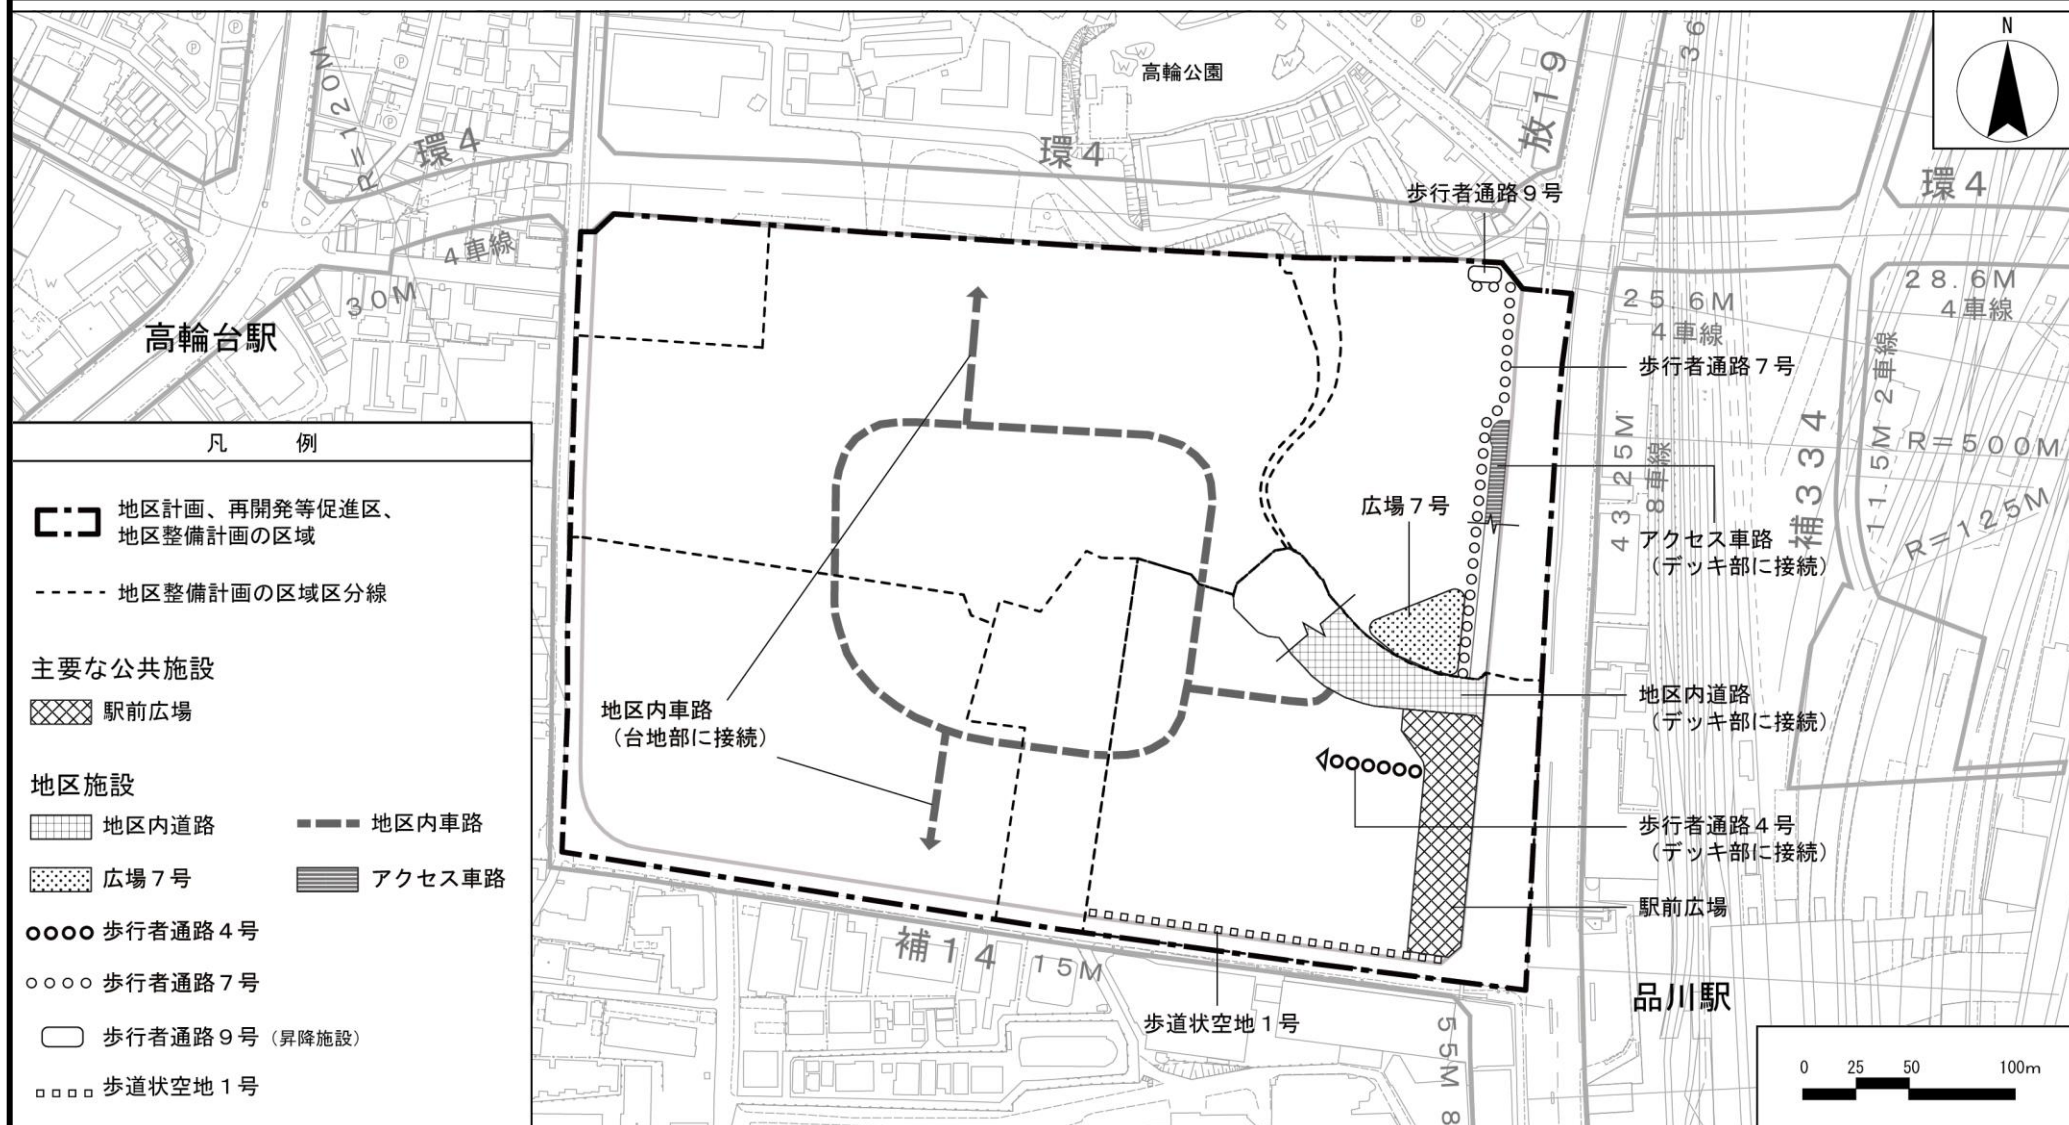 N
高輪公園
R=120M
環4
環4
放19
36
環4
歩行者通路9号
4車線
30M
高輪台駅
25.6M
4車線
28.6M
4車線
歩行者通路7号
11.5M 2車線
43.25M
8車線
補334
R=500M
R=125M
広場7号
アクセス車路
(デッキ部に接続)
地区内道路
(デッキ部に接続)
地区内車路
(台地部に接続)
歩行者通路4号
(デッキ部に接続)
駅前広場
補14 15M
歩道状空地1号
品川駅
55M 8
凡 例
地区計画、再開発等促進区、
地区整備計画の区域
地区整備計画の区域区分線
主要な公共施設
駅前広場
地区施設
地区内道路
地区内車路
広場7号
アクセス車路
歩行者通路4号
歩行者通路7号
歩行者通路9号(昇降施設)
歩道状空地1号
0 25 50 100m